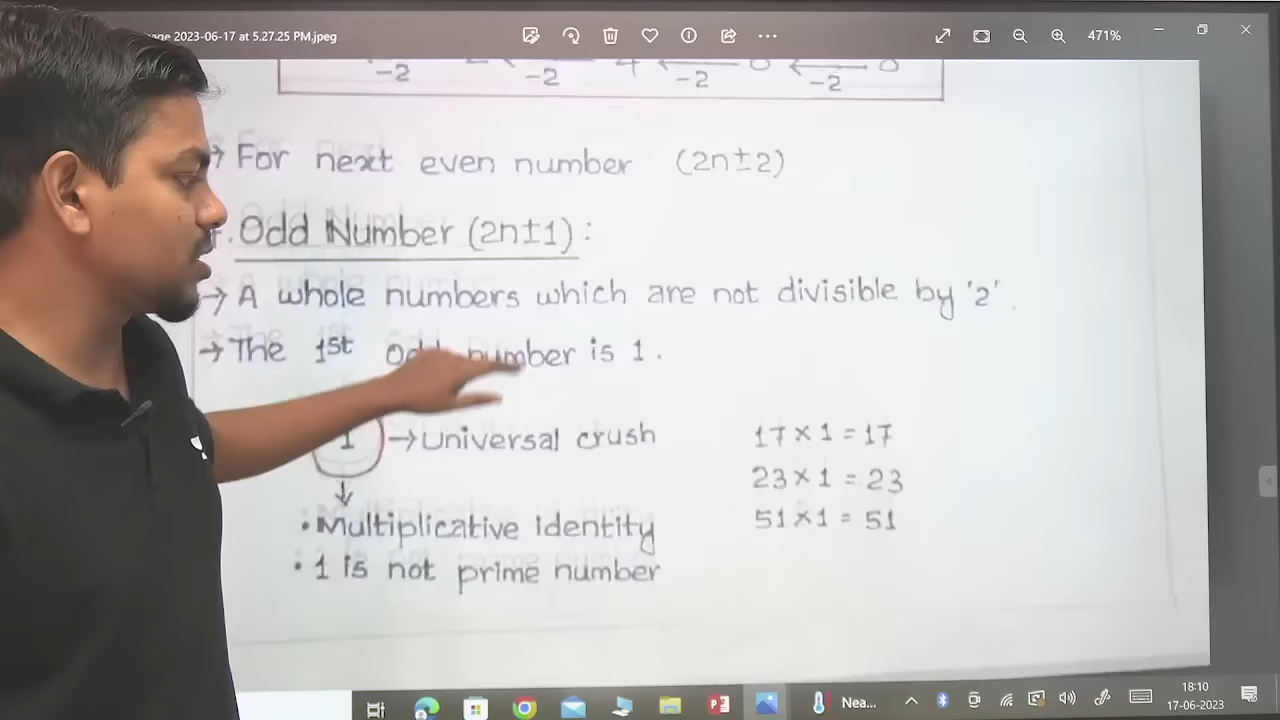 2023-06-17 at 5.27.25 PM.jpeg
471%
-2 -2 -2 -2
For next even number (2n±2)
Odd Number (2n±1):
→ A whole numbers which are not divisible by '2'.
→ The 1st number is 1.
1 → Universal crush
17 × 1 = 17
23 × 1 = 23
51 × 1 = 51
• Multiplicative identity
• 1 is not prime number
Nea...
18:10
17-06-2023